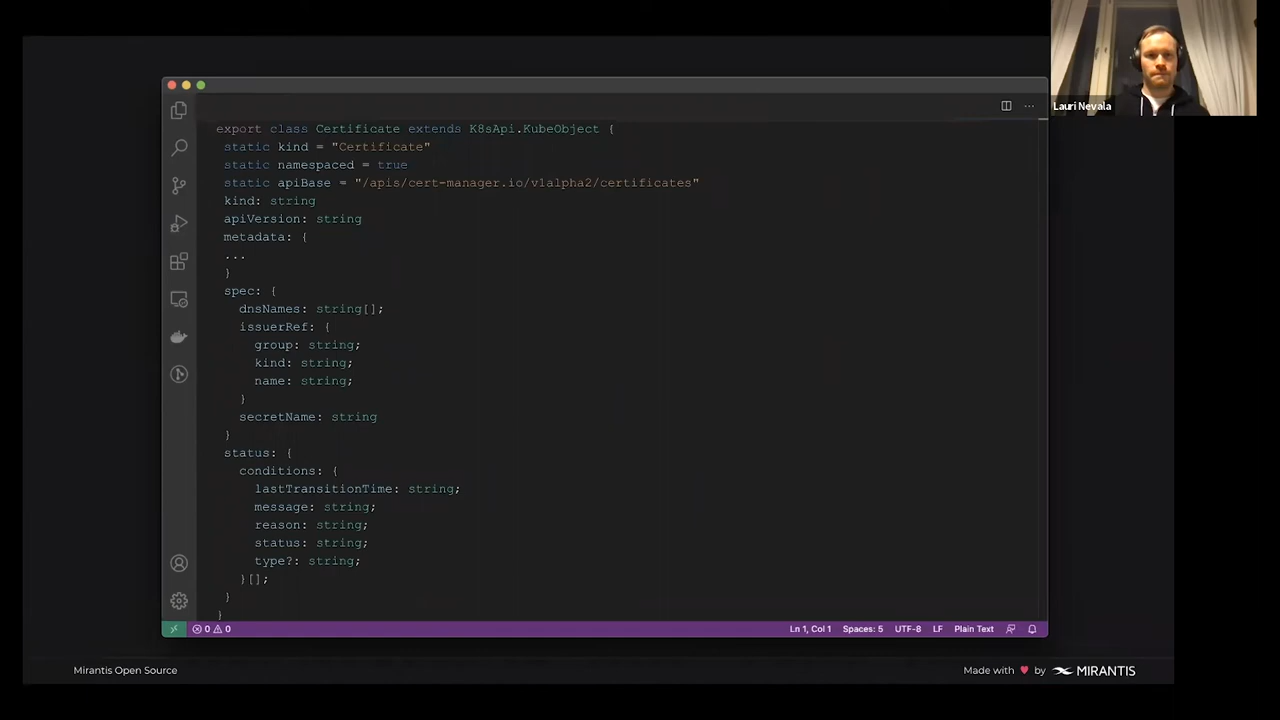 Lauri Nevala
export class Certificate extends K8sApi.KubeObject {
static kind = "Certificate"
static namespaced = true
static apiBase = "/apis/cert-manager.io/v1alpha2/certificates"
kind: string
apiVersion: string
metadata: {
...
}
spec: {
dnsNames: string[];
issuerRef: {
group: string;
kind: string;
name: string;
}
secretName: string
}
status: {
conditions: {
lastTransitionTime: string;
message: string;
reason: string;
status: string;
type?: string;
}[];
}
}
0 0 Ln 1, Col 1 Spaces: 5 UTF-8 LF Plain Text
Mirantis Open Source Made with ♥ by MIRANTIS